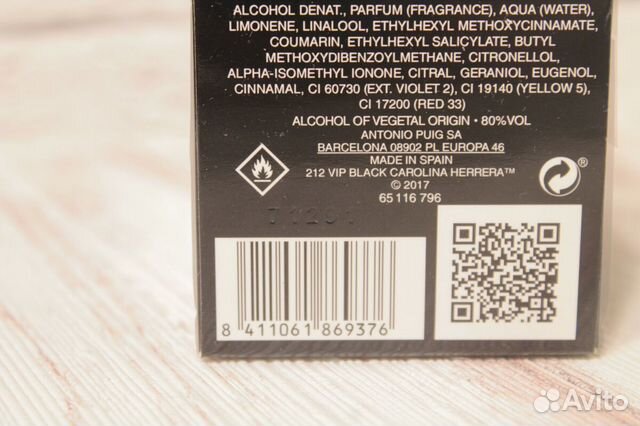 ALCOHOL DENAT., PARFUM (FRAGRANCE), AQUA (WATER),
LIMONENE, LINALOOL, ETHYLHEXYL METHOXYCINNAMATE,
COUMARIN, ETHYLHEXYL SALICYLATE, BUTYL
METHOXYDIBENZOYLMETHANE, CITRONELLOL,
ALPHA-ISOMETHYL IONONE, CITRAL, GERANIOL, EUGENOL,
CINNAMAL, CI 60730 (EXT. VIOLET 2), CI 19140 (YELLOW 5),
CI 17200 (RED 33)
ALCOHOL OF VEGETAL ORIGIN · 80%VOL
ANTONIO PUIG SA
BARCELONA 08902 PL EUROPA 46
MADE IN SPAIN
212 VIP BLACK CAROLINA HERRERA™
© 2017
65 116 796
®
8 411061 869376
Avito